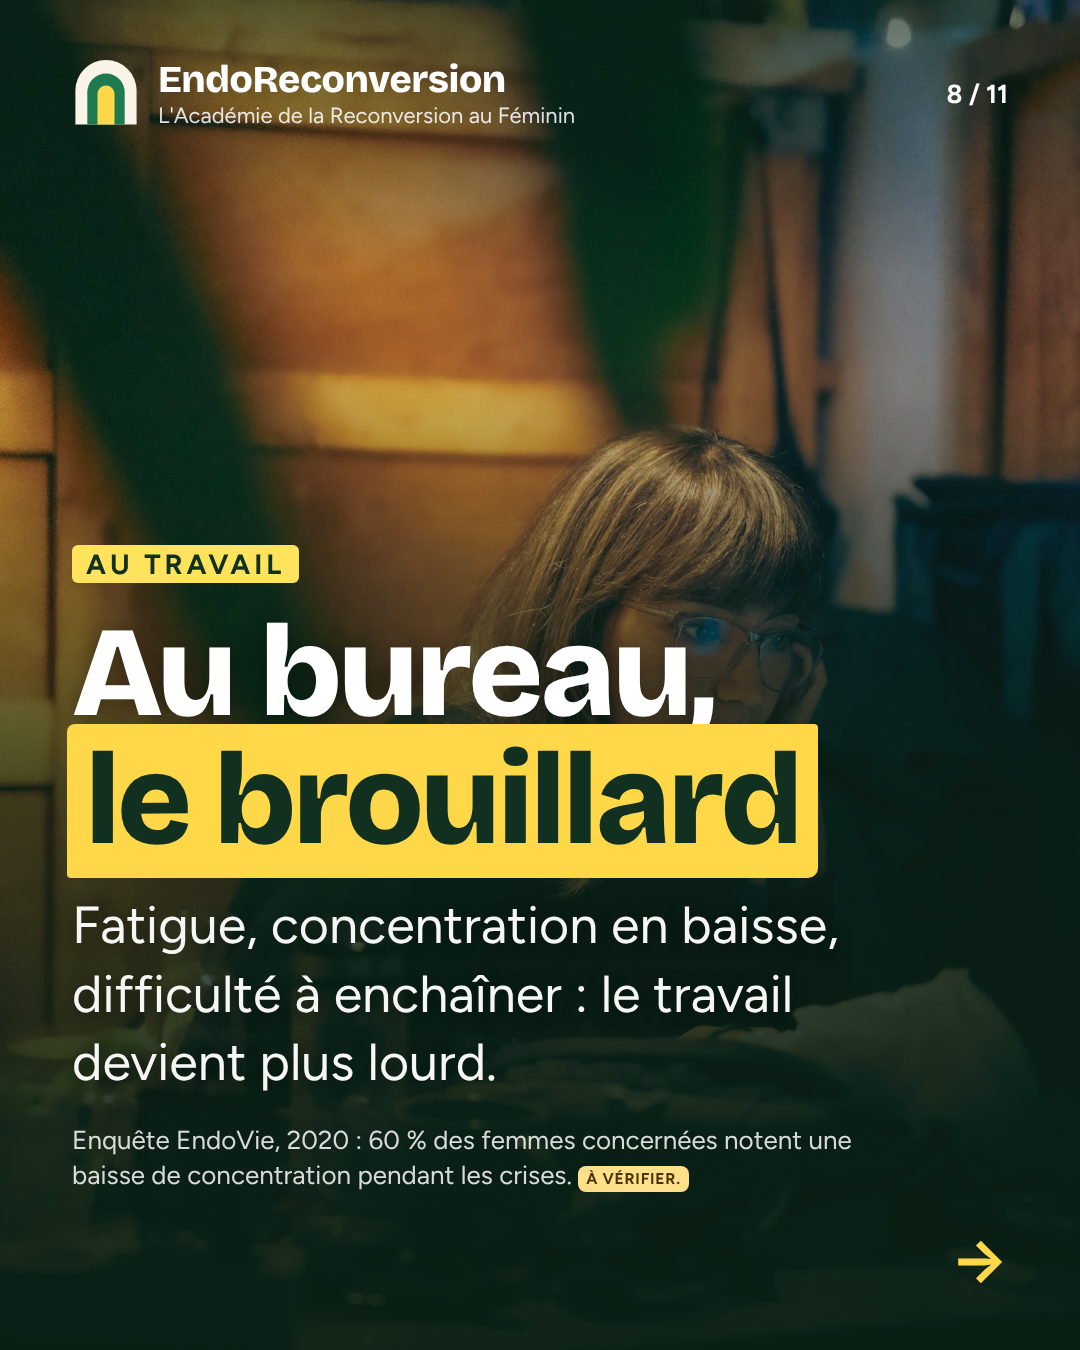 EndoReconversion
L'Académie de la Reconversion au Féminin
8 / 11
AU TRAVAIL
Au bureau,
le brouillard
Fatigue, concentration en baisse,
difficulté à enchaîner : le travail
devient plus lourd.
Enquête EndoVie, 2020 : 60 % des femmes concernées notent une
baisse de concentration pendant les crises. À VÉRIFIER.